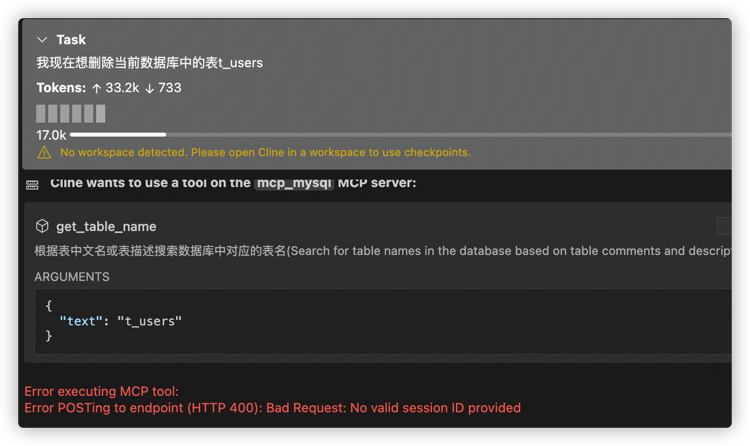 Task
我现在想删除当前数据库中的表t_users
Tokens: ↑ 33.2k ↓ 733
17.0k
No workspace detected. Please open Cline in a workspace to use checkpoints.
Cline wants to use a tool on the mcp_mysql MCP server:
get_table_name
根据表中文名或表描述搜索数据库中对应的表名(Search for table names in the database based on table comments and descript
ARGUMENTS
{
"text": "t_users"
}
Error executing MCP tool:
Error POSTing to endpoint (HTTP 400): Bad Request: No valid session ID provided